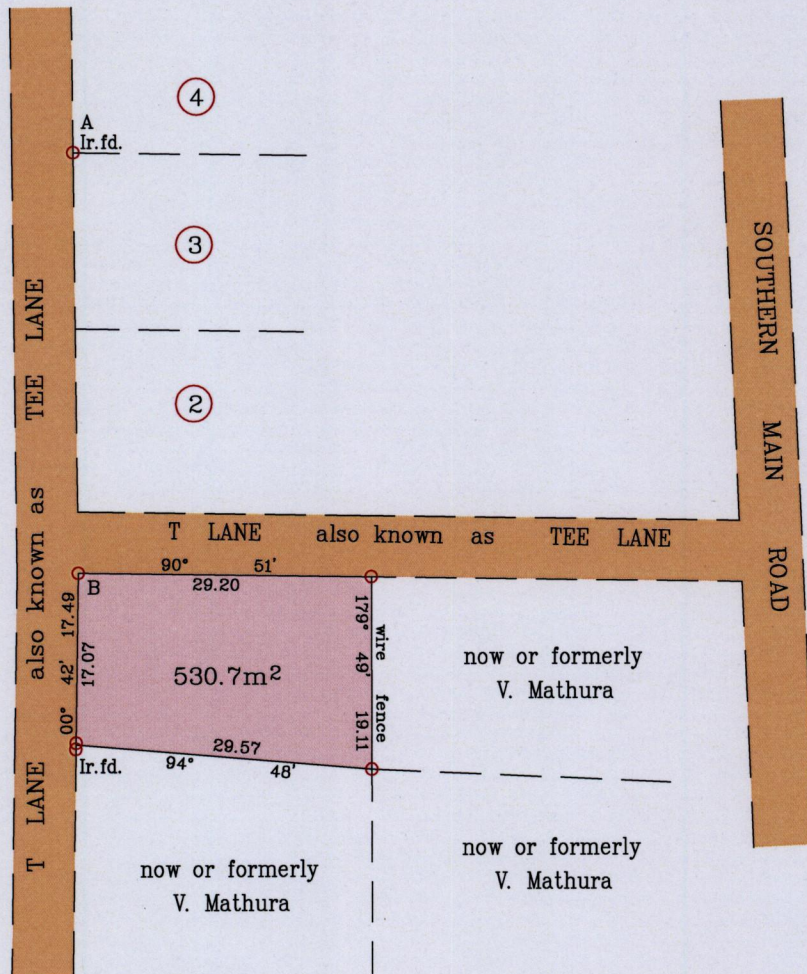 4
A
Ir.fd.
3
2
T LANE also known as TEE LANE
SOUTHERN MAIN ROAD
T LANE also known as TEE LANE
90° 51'
29.20
B
00° 42' 17.49
17.07
530.7m²
179° 49' 19.11
wire fence
29.57
94° 48'
Ir.fd.
now or formerly
V. Mathura
now or formerly
V. Mathura
now or formerly
V. Mathura